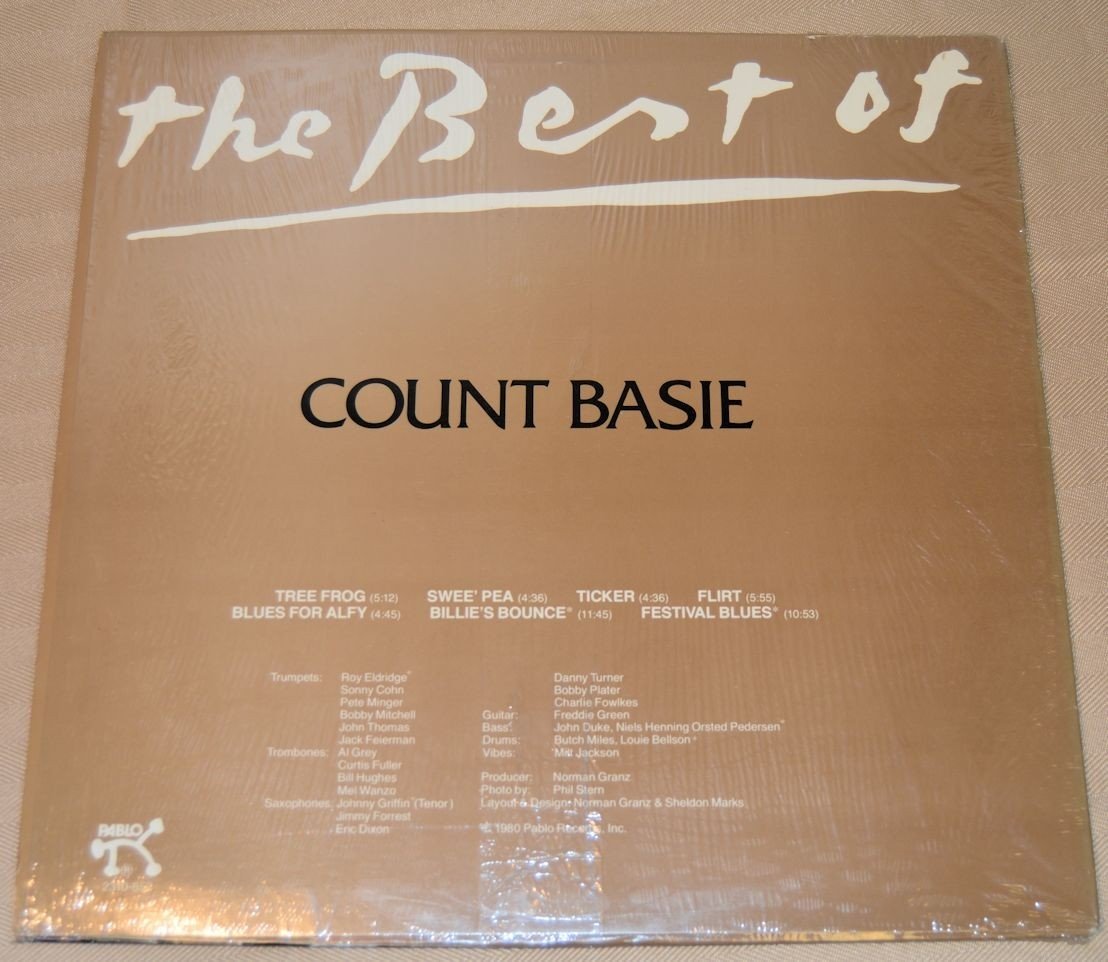 the Best of
COUNT BASIE
TREE FROG (5:12) SWEE' PEA (4:36) TICKER (4:36) FLIRT (5:55)
BLUES FOR ALFY (4:45) BILLIE'S BOUNCE* (11:45) FESTIVAL BLUES* (10:53)
Trumpets: Roy Eldridge*
Sonny Cohn
Pete Minger
Bobby Mitchell
John Thomas
Jack Feierman
Trombones: Al Grey
Curtis Fuller
Bill Hughes
Mel Wanzo
Saxophones: Johnny Griffin*(Tenor)
Jimmy Forrest
Eric Dixon
Danny Turner
Bobby Plater
Charlie Fowlkes
Guitar: Freddie Green
Bass: John Duke, Niels Henning Orsted Pedersen*
Drums: Butch Miles, Louie Bellson*
Vibes: Milt Jackson
Producer: Norman Granz
Photo by: Phil Stern
Layout & Design: Norman Granz & Sheldon Marks
℗ 1980 Pablo Records, Inc.
PABLO